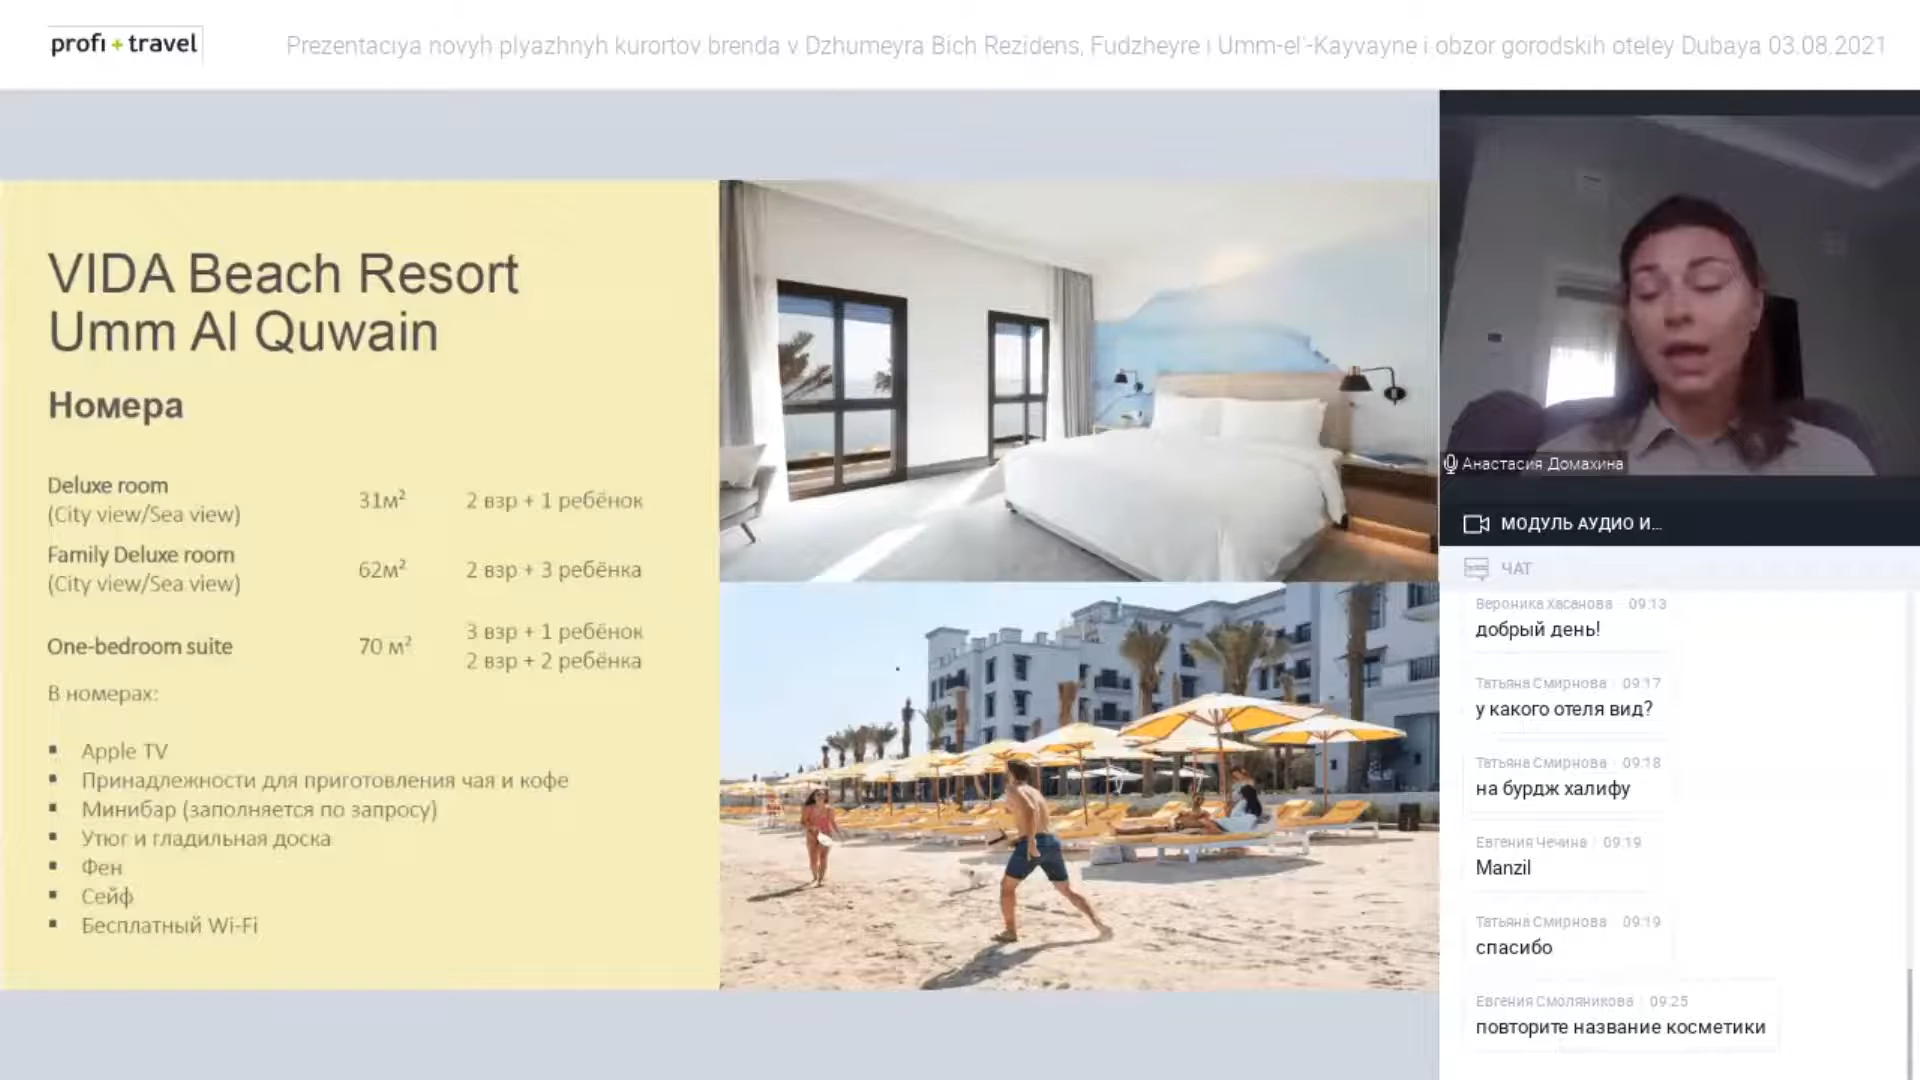 profi + travel
Prezentaciya novyh plyazhnyh kurortov brenda v Dzhumeyra Bich Rezidens, Fudzheyre i Umm-el'-Kayvayne i obzor gorodskih oteley Dubaya 03.08.2021
VIDA Beach Resort
Umm Al Quwain
Номера
Deluxe room
(City view/Sea view)
31м² 2 взр + 1 ребёнок
Family Deluxe room
(City view/Sea view)
62м² 2 взр + 3 ребёнка
One-bedroom suite 70 м²
3 взр + 1 ребёнок
2 взр + 2 ребёнка
В номерах:
▪ Apple TV
▪ Принадлежности для приготовления чая и кофе
▪ Минибар (заполняется по запросу)
▪ Утюг и гладильная доска
▪ Фен
▪ Сейф
▪ Бесплатный Wi-Fi
Анастасия Домахина
МОДУЛЬ АУДИО И...
ЧАТ
Вероника Хасанова 09:13
добрый день!
Татьяна Смирнова 09:17
у какого отеля вид?
Татьяна Смирнова 09:18
на бурдж халифу
Евгения Чечина 09:19
Manzil
Татьяна Смирнова 09:19
спасибо
Евгения Смоляникова 09:25
повторите название косметики